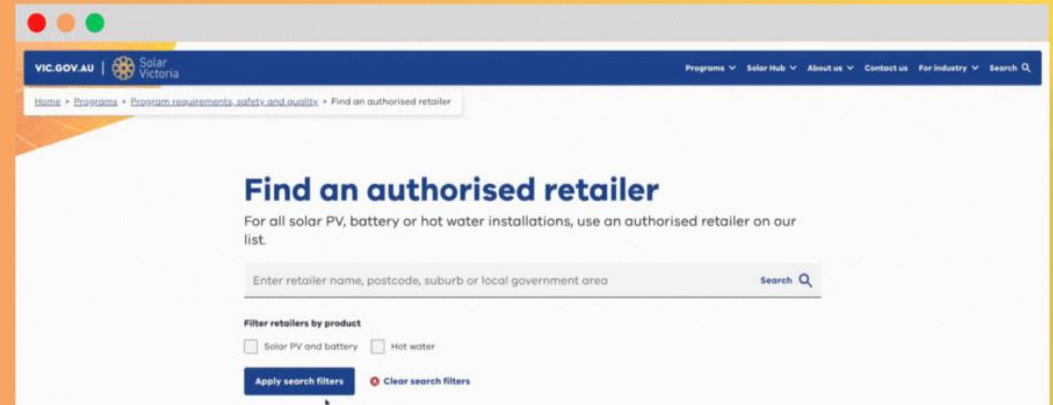 VIC.GOV.AU | Solar Victoria
Programs Solar Hub About us Contact us For industry Search
Home > Programs > Program requirements, safety and quality > Find an authorised retailer
Find an authorised retailer
For all solar PV, battery or hot water installations, use an authorised retailer on our
list.
Enter retailer name, postcode, suburb or local government area Search
Filter retailers by product
Solar PV and battery Hot water
Apply search filters Clear search filters